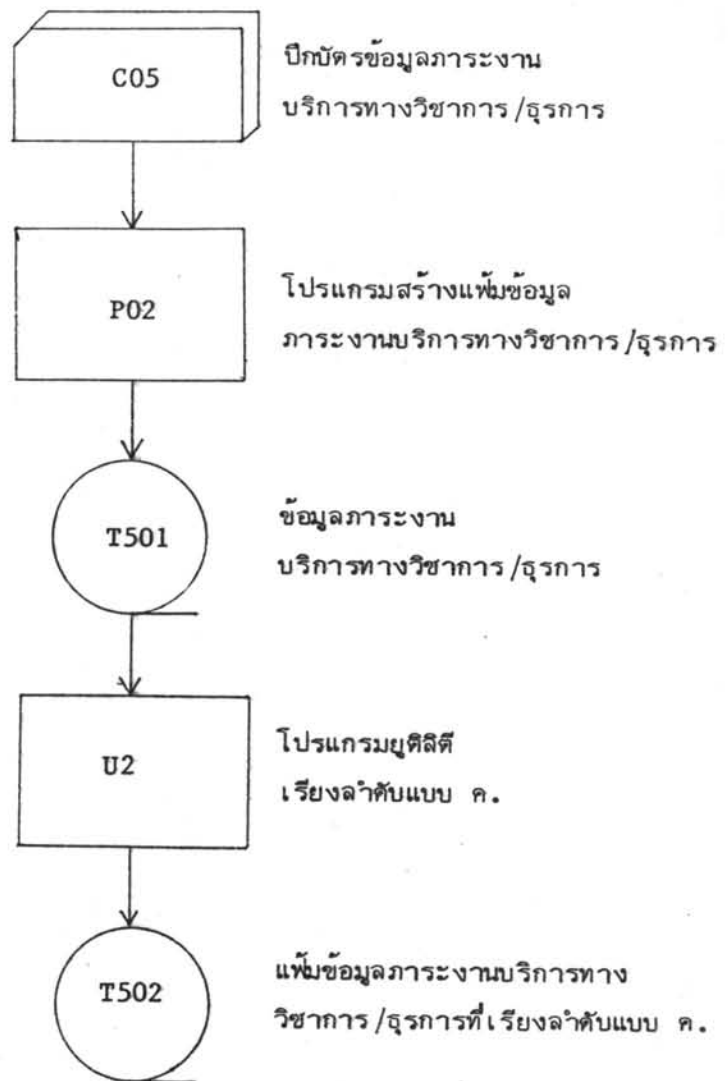 C05
ปึกบัตรข้อมูลภาระงาน
บริการทางวิชาการ/ธุรการ
P02
โปรแกรมสร้างแฟ้มข้อมูล
ภาระงานบริการทางวิชาการ/ธุรการ
T501
ข้อมูลภาระงาน
บริการทางวิชาการ/ธุรการ
U2
โปรแกรมยูติลิตี
เรียงลำดับแบบ ค.
T502
แฟ้มข้อมูลภาระงานบริการทาง
วิชาการ/ธุรการที่เรียงลำดับแบบ ค.